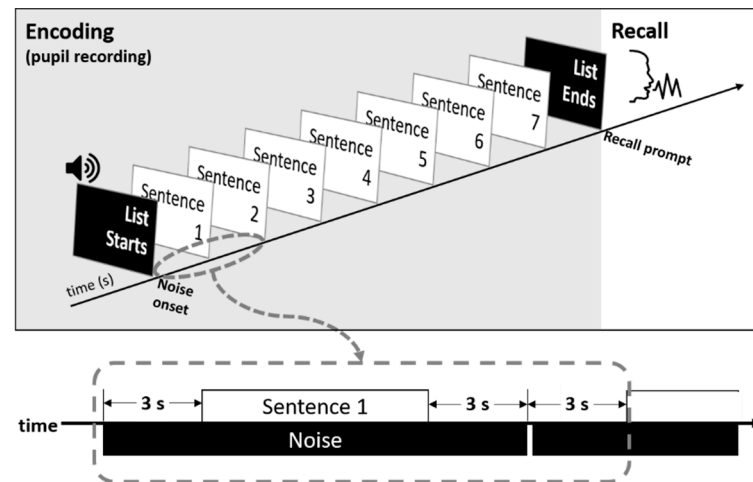 Encoding
(pupil recording)
Recall
List
Starts
Sentence
1
Sentence
2
Sentence
3
Sentence
4
Sentence
5
Sentence
6
Sentence
7
List
Ends
Recall prompt
time (s)
Noise
onset
3 s
Sentence 1
3 s
3 s
time
Noise